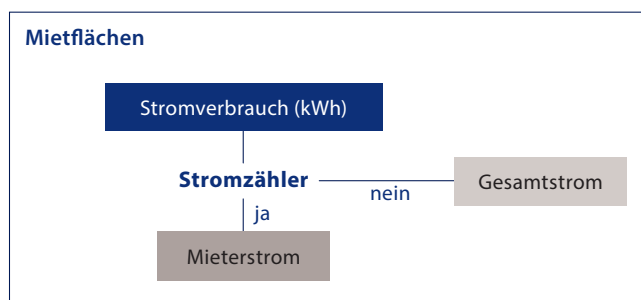 Mietflächen
Stromverbrauch (kWh)
Stromzähler
nein
Gesamtstrom
ja
Mieterstrom